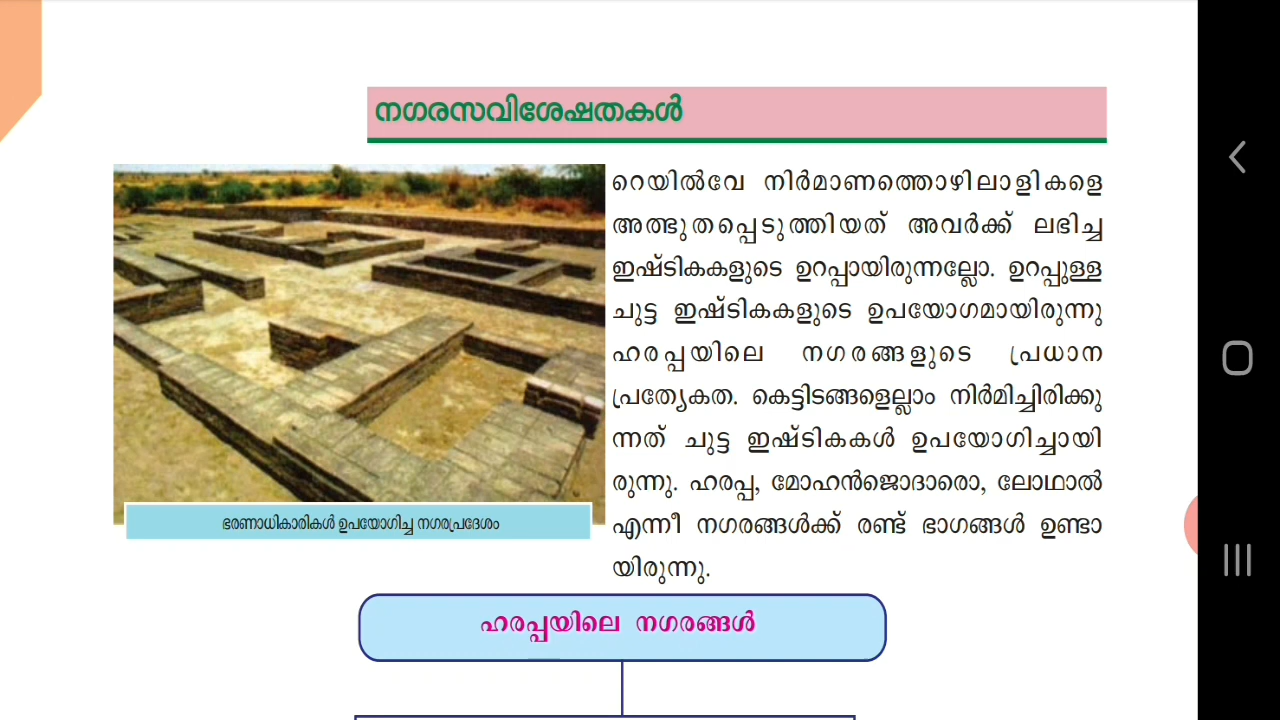 നഗരസവിശേഷതകൾ
റെയിൽവേ നിർമാണത്തൊഴിലാളികളെ
അത്ഭുതപ്പെടുത്തിയത് അവർക്ക് ലഭിച്ച
ഇഷ്ടികകളുടെ ഉറപ്പായിരുന്നല്ലോ. ഉറപ്പുള്ള
ചുട്ട ഇഷ്ടികകളുടെ ഉപയോഗമായിരുന്നു
ഹരപ്പയിലെ നഗരങ്ങളുടെ പ്രധാന
പ്രത്യേകത. കെട്ടിടങ്ങളെല്ലാം നിർമിച്ചിരിക്കു
ന്നത് ചുട്ട ഇഷ്ടികകൾ ഉപയോഗിച്ചായി
രുന്നു. ഹരപ്പ, മോഹൻജൊദാരൊ, ലോഥാൽ
എന്നീ നഗരങ്ങൾക്ക് രണ്ട് ഭാഗങ്ങൾ ഉണ്ടാ
യിരുന്നു.
ഭരണാധികാരികൾ ഉപയോഗിച്ച നഗരപ്രദേശം
ഹരപ്പയിലെ നഗരങ്ങൾ